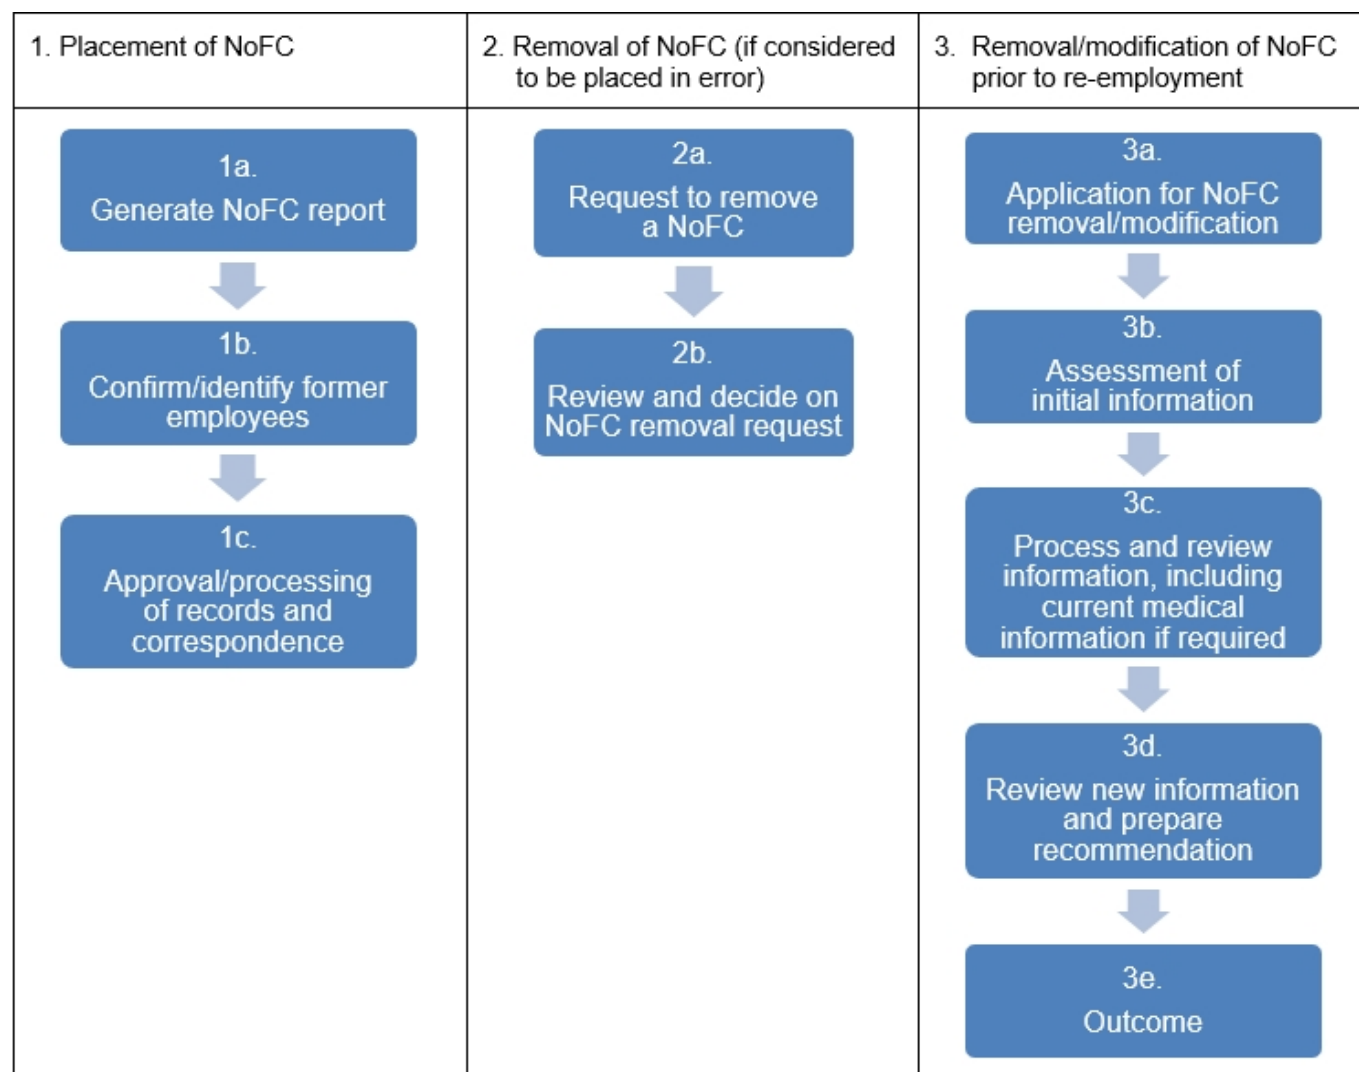 1. Placement of NoFC
2. Removal of NoFC (if considered
to be placed in error)
3. Removal/modification of NoFC
prior to re-employment
1a.
Generate NoFC report
1b.
Confirm/identify former
employees
1c.
Approval/processing
of records and
correspondence
2a.
Request to remove
a NoFC
2b.
Review and decide on
NoFC removal request
3a.
Application for NoFC
removal/modification
3b.
Assessment of
initial information
3c.
Process and review
information, including
current medical
information if required
3d.
Review new information
and prepare
recommendation
3e.
Outcome